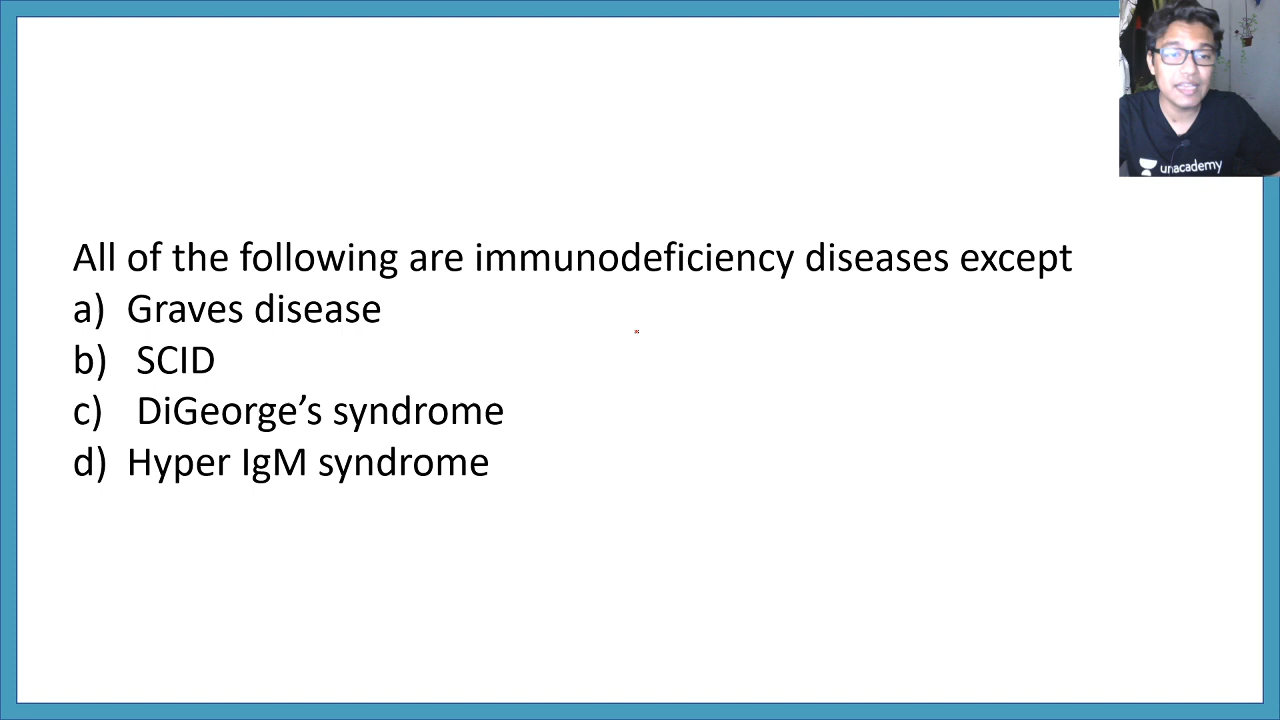 unacademy
All of the following are immunodeficiency diseases except
a) Graves disease
b) SCID
c) DiGeorge’s syndrome
d) Hyper IgM syndrome